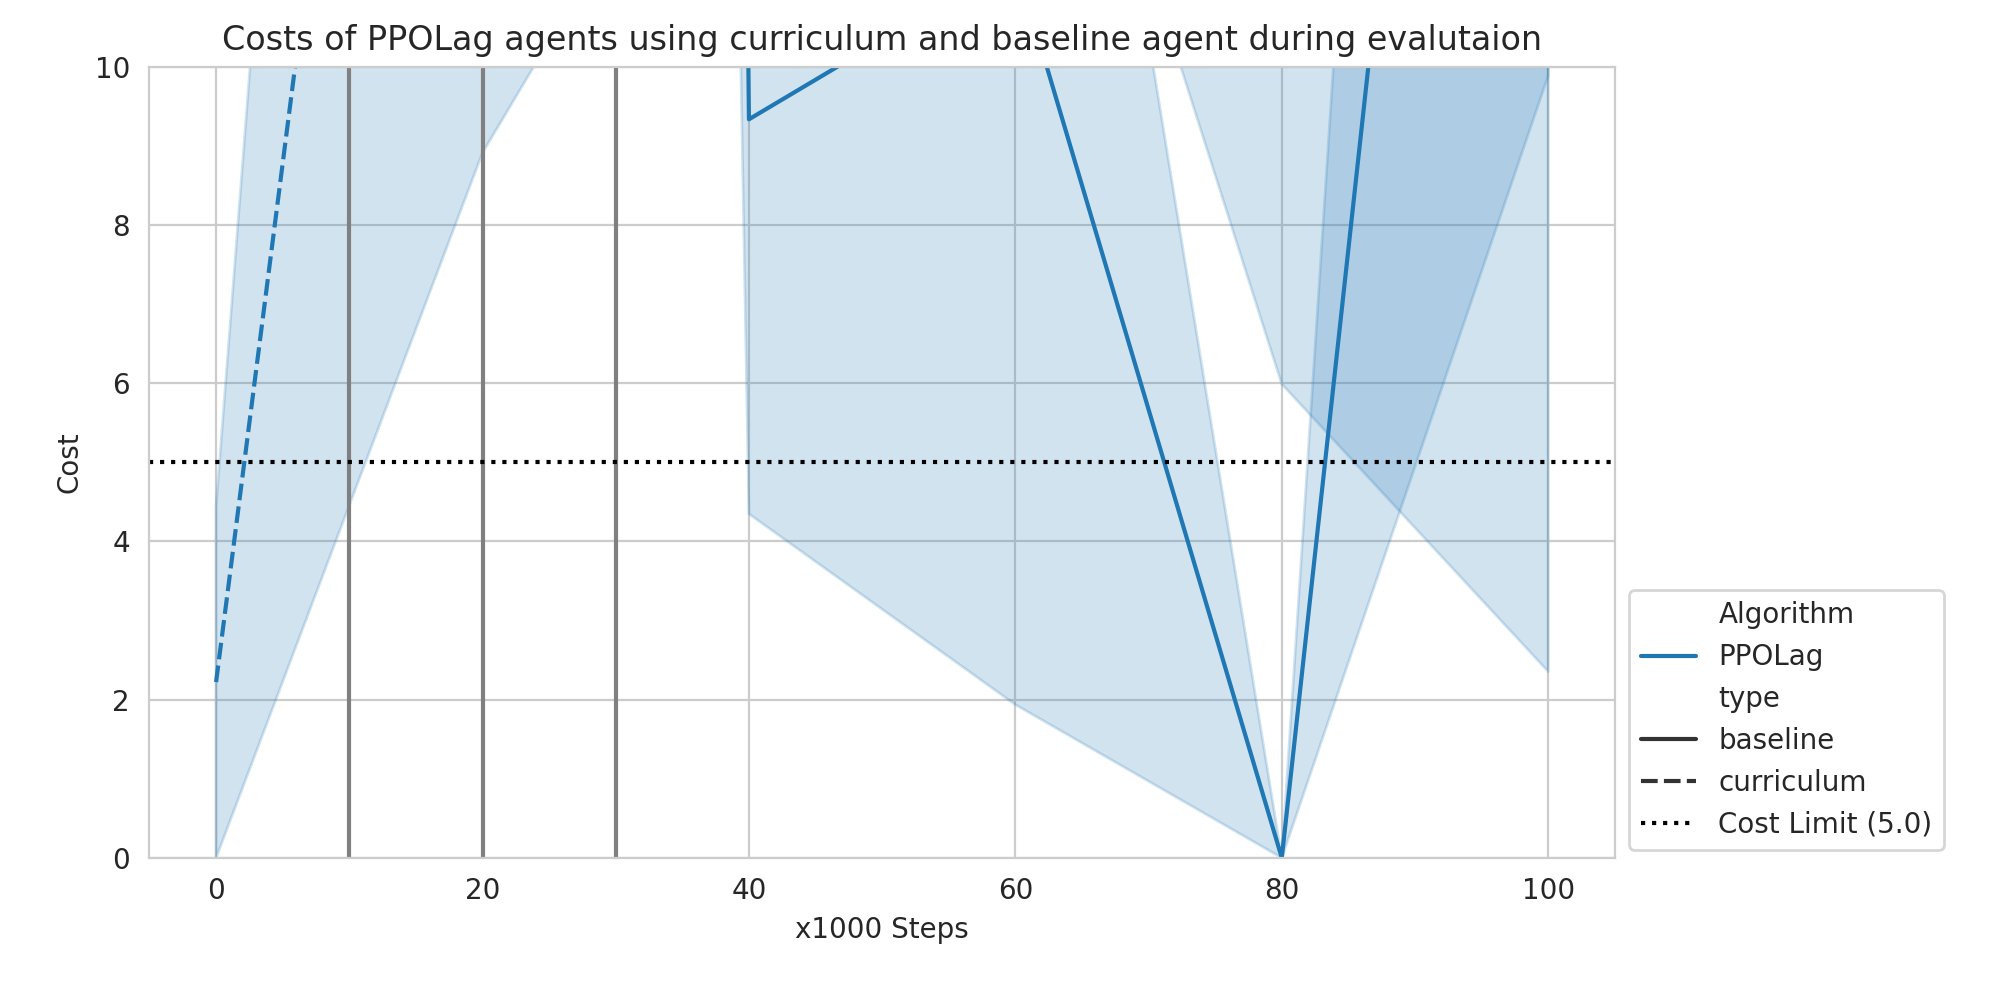 Costs of PPOLag agents using curriculum and baseline agent during evalutaion
10
8
6
4
2
0
Cost
0 20 40 60 80 100
x1000 Steps
Algorithm
PPOLag
type
baseline
curriculum
Cost Limit (5.0)